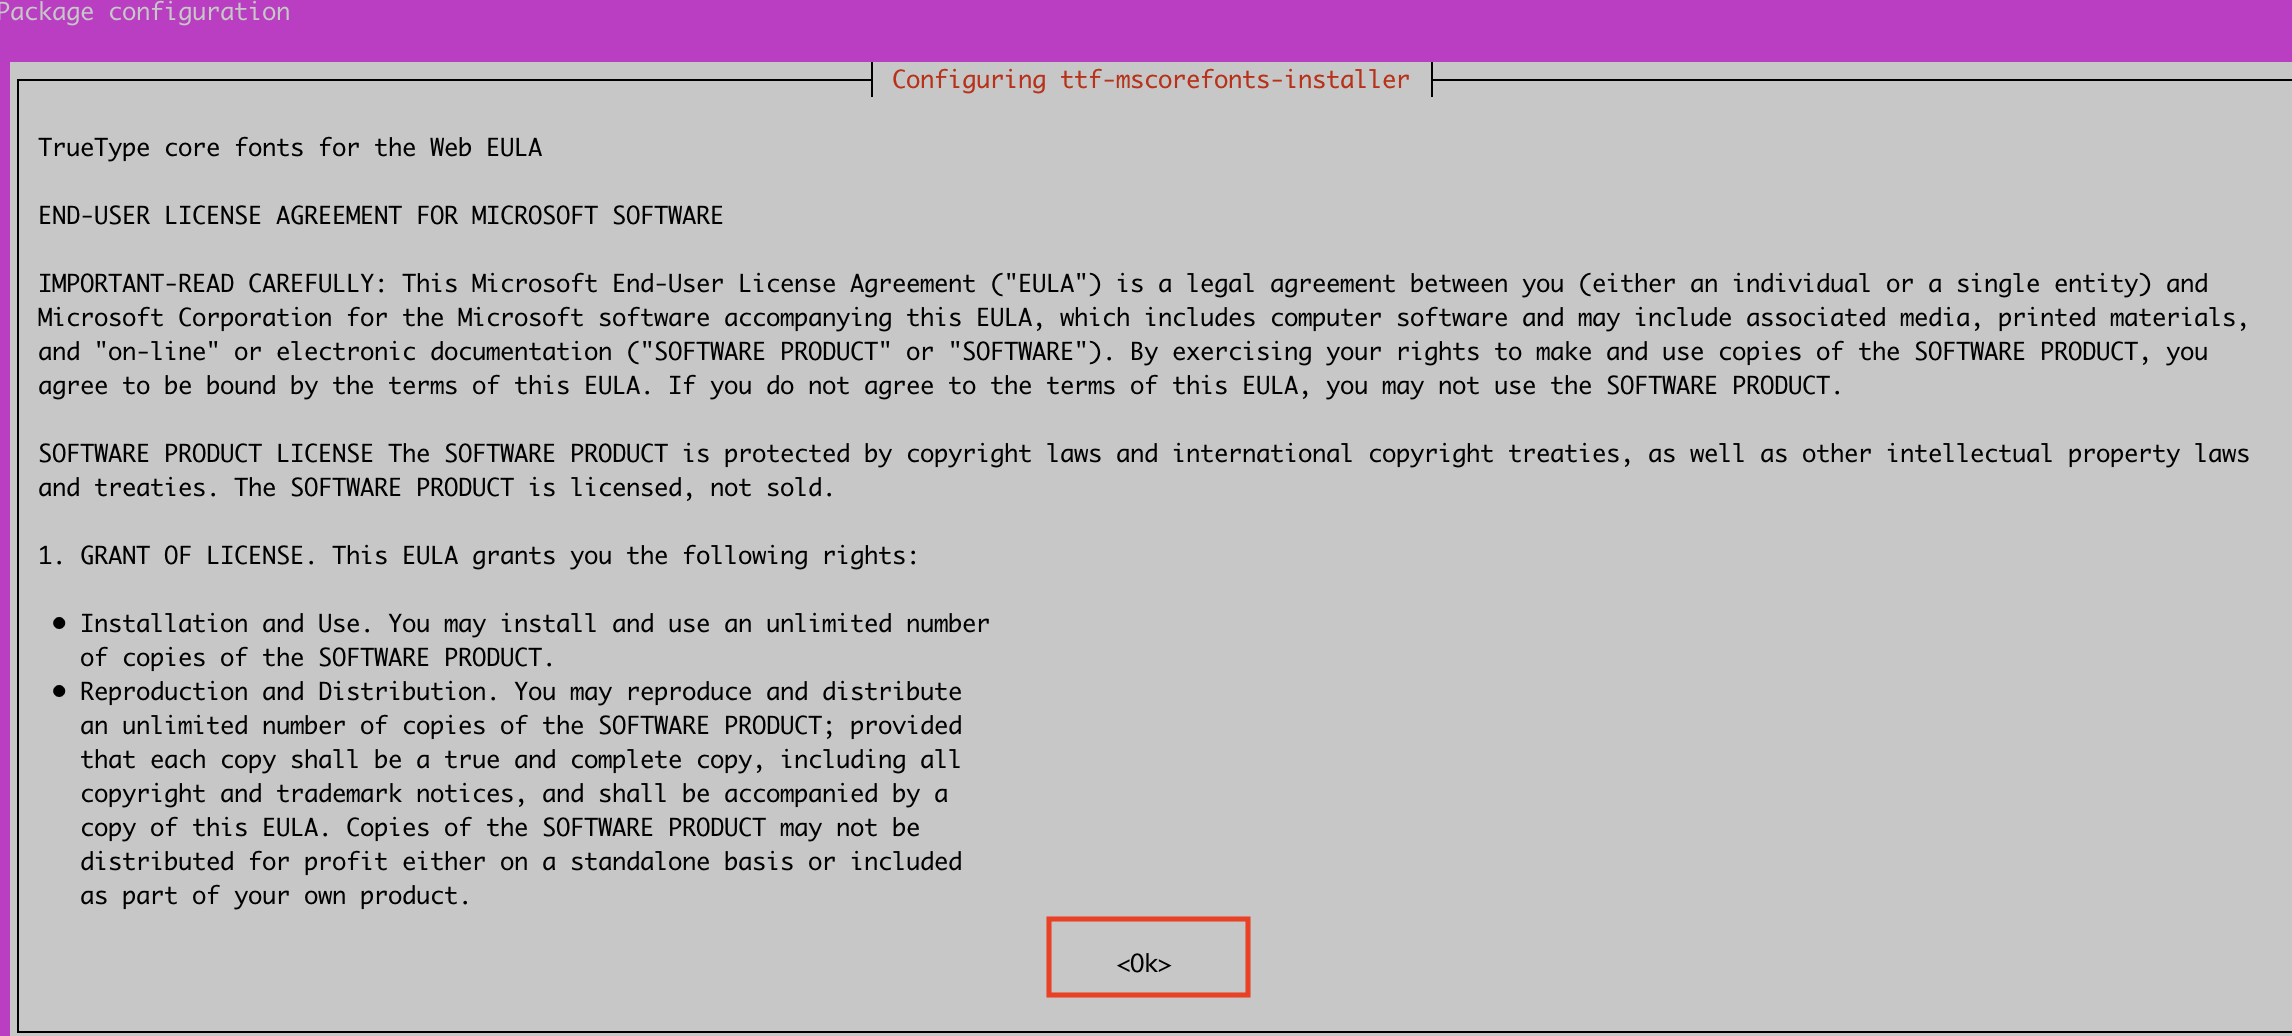 Package configuration
Configuring ttf-mscorefonts-installer
TrueType core fonts for the Web EULA
END-USER LICENSE AGREEMENT FOR MICROSOFT SOFTWARE
IMPORTANT-READ CAREFULLY: This Microsoft End-User License Agreement ("EULA") is a legal agreement between you (either an individual or a single entity) and
Microsoft Corporation for the Microsoft software accompanying this EULA, which includes computer software and may include associated media, printed materials,
and "on-line" or electronic documentation ("SOFTWARE PRODUCT" or "SOFTWARE"). By exercising your rights to make and use copies of the SOFTWARE PRODUCT, you
agree to be bound by the terms of this EULA. If you do not agree to the terms of this EULA, you may not use the SOFTWARE PRODUCT.
SOFTWARE PRODUCT LICENSE The SOFTWARE PRODUCT is protected by copyright laws and international copyright treaties, as well as other intellectual property laws
and treaties. The SOFTWARE PRODUCT is licensed, not sold.
1. GRANT OF LICENSE. This EULA grants you the following rights:
● Installation and Use. You may install and use an unlimited number
of copies of the SOFTWARE PRODUCT.
● Reproduction and Distribution. You may reproduce and distribute
an unlimited number of copies of the SOFTWARE PRODUCT; provided
that each copy shall be a true and complete copy, including all
copyright and trademark notices, and shall be accompanied by a
copy of this EULA. Copies of the SOFTWARE PRODUCT may not be
distributed for profit either on a standalone basis or included
as part of your own product.
<Ok>